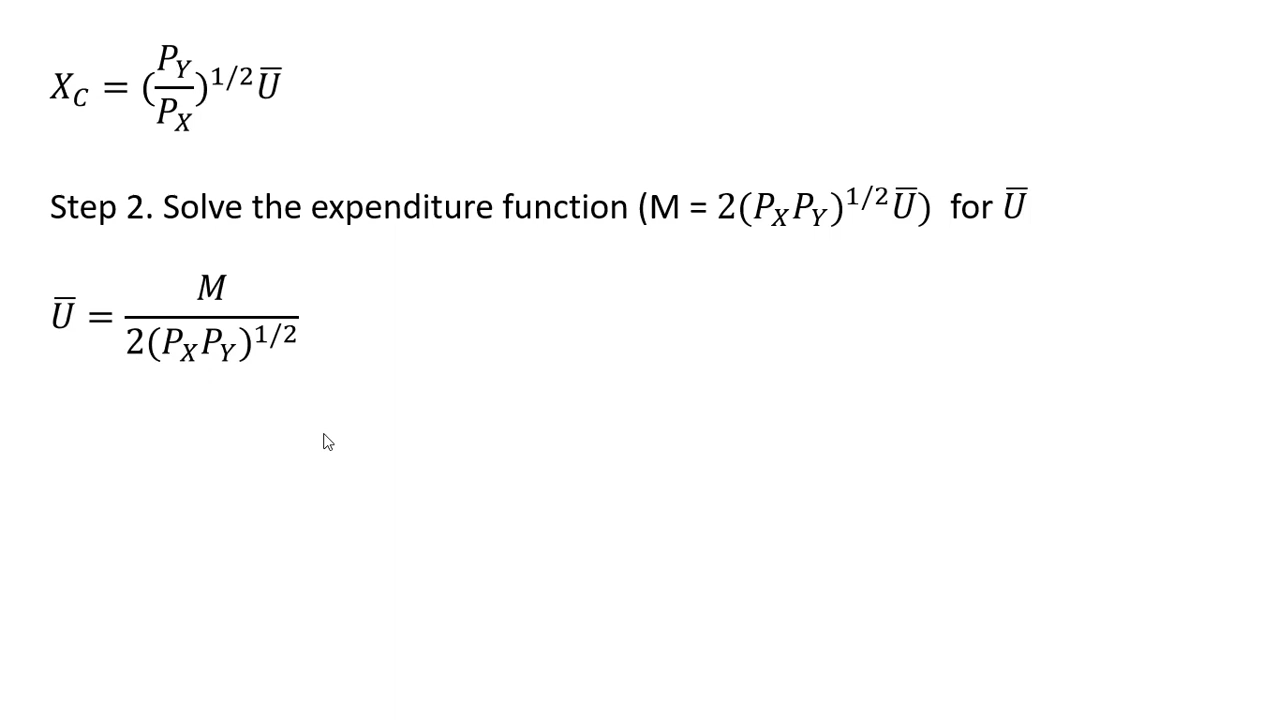 X_C = (P_Y / P_X)^{1/2} U̅
Step 2. Solve the expenditure function (M = 2(P_X P_Y)^{1/2} U̅) for U̅
U̅ = M / 2(P_X P_Y)^{1/2}